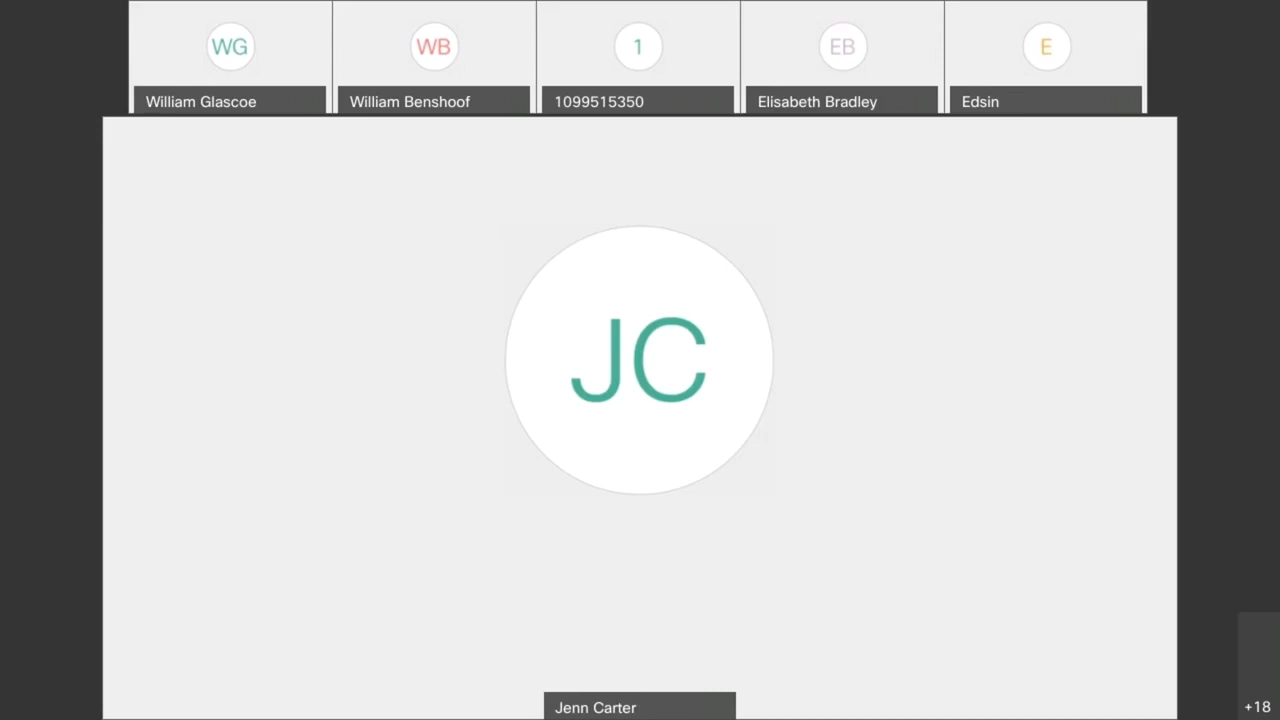 WG
WB
1
EB
E
William Glascoe
William Benshoof
1099515350
Elisabeth Bradley
Edsin
JC
Jenn Carter
+18